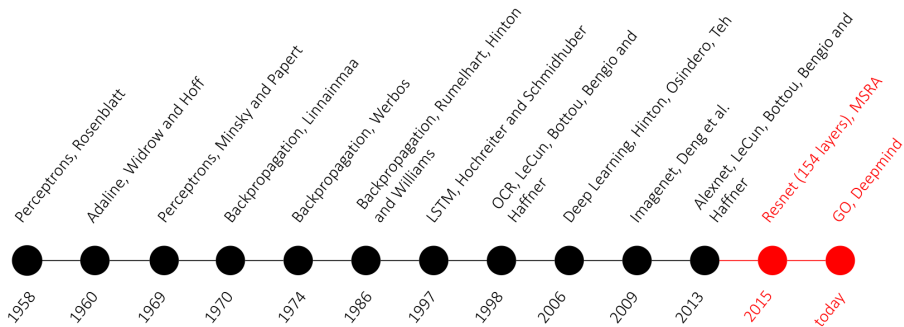 Perceptrons, Rosenblatt
Adaline, Widrow and Hoff
Perceptrons, Minsky and Papert
Backpropagation, Linnainmaa
Backpropagation, Werbos
Backpropagation, Rumelhart, Hinton
and Williams
LSTM, Hochreiter and Schmidhuber
OCR, LeCun, Bottou, Bengio and
Haffner
Deep Learning, Hinton, Osindero, Teh
Imagenet, Deng et al.
Alexnet, LeCun, Bottou, Bengio and
Haffner
Resnet (154 layers), MSRA
GO, Deepmind
1958
1960
1969
1970
1974
1986
1997
1998
2006
2009
2013
2015
today